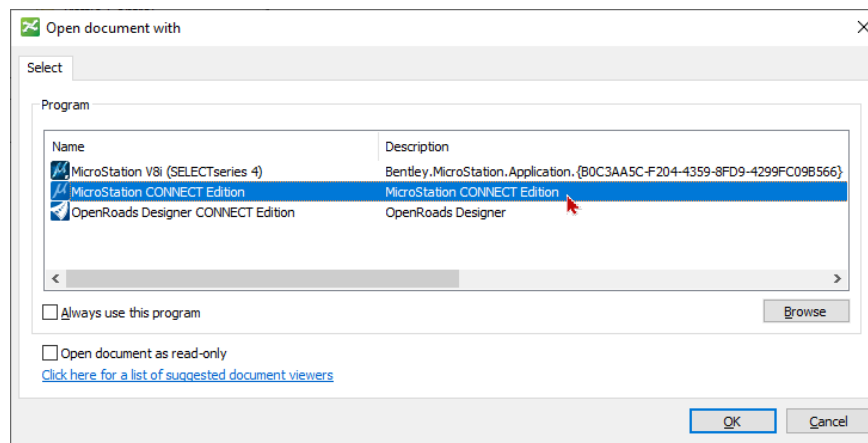 Open document with
Select
Program
Name Description
MicroStation V8i (SELECTseries 4) Bentley.MicroStation.Application.{B0C3AA5C-F204-4359-8FD9-4299FC09B566}
MicroStation CONNECT Edition MicroStation CONNECT Edition
OpenRoads Designer CONNECT Edition OpenRoads Designer
Always use this program Browse
Open document as read-only
Click here for a list of suggested document viewers
OK Cancel